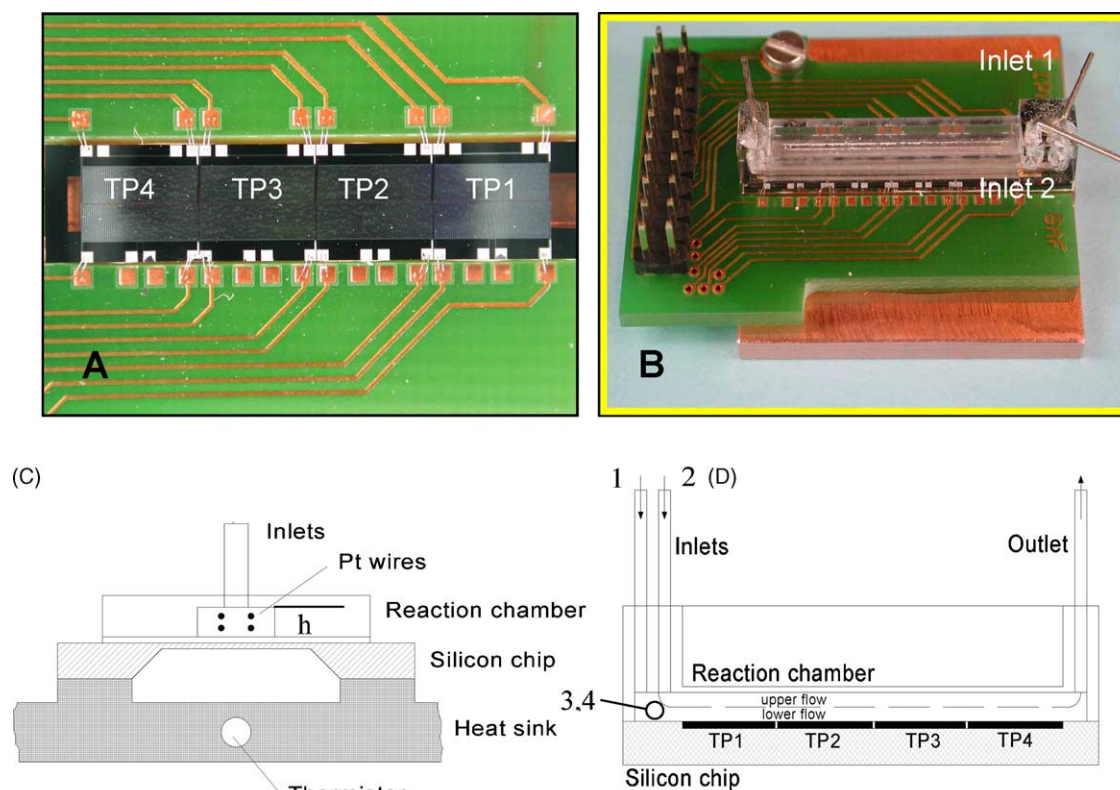 TP4 TP3 TP2 TP1
A
Inlet 1
Inlet 2
B
(C)
Inlets
Pt wires
Reaction chamber
h
Silicon chip
Heat sink
Thermistor
1 2 (D)
Inlets
Outlet
Reaction chamber
3,4
upper flow
lower flow
TP1 TP2 TP3 TP4
Silicon chip